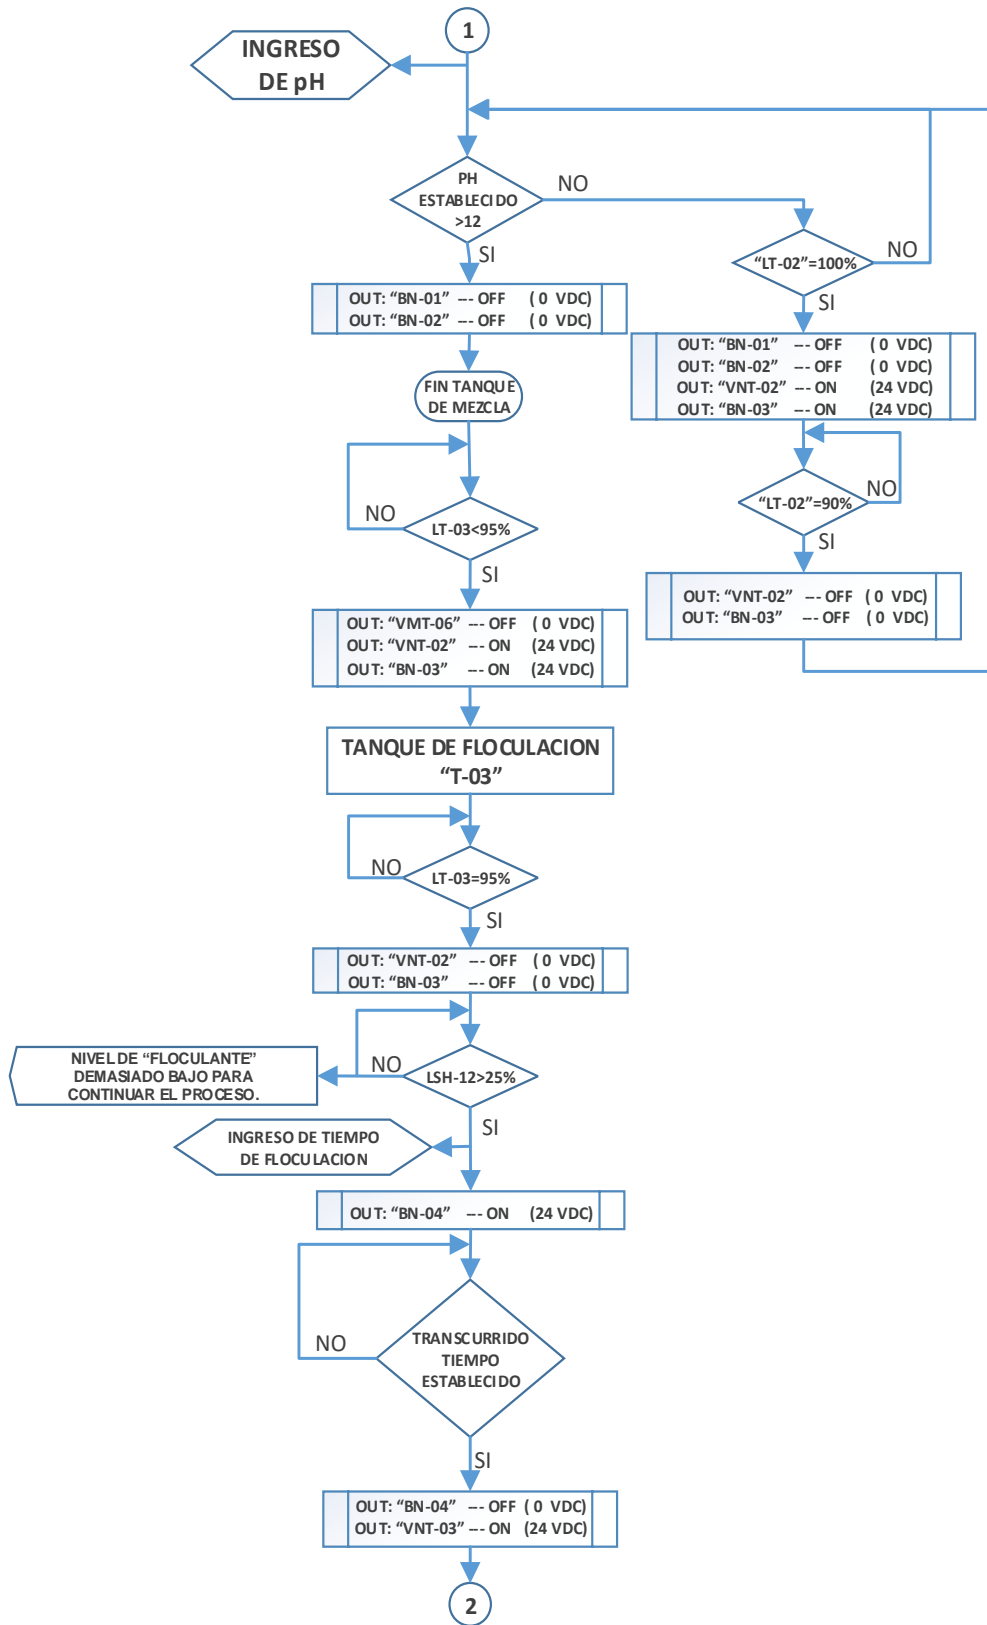 1
INGRESO
DE pH
PH
ESTABLECIDO
>12
NO
SI
"LT-02"=100%
NO
SI
OUT: "BN-01" --- OFF ( 0 VDC)
OUT: "BN-02" --- OFF ( 0 VDC)
OUT: "BN-01" --- OFF ( 0 VDC)
OUT: "BN-02" --- OFF ( 0 VDC)
OUT: "VNT-02" --- ON (24 VDC)
OUT: "BN-03" --- ON (24 VDC)
FIN TANQUE
DE MEZCLA
"LT-02"=90%
NO
SI
LT-03<95%
NO
SI
OUT: "VNT-02" --- OFF ( 0 VDC)
OUT: "BN-03" --- OFF ( 0 VDC)
OUT: "VMT-06" --- OFF ( 0 VDC)
OUT: "VNT-02" --- ON (24 VDC)
OUT: "BN-03" --- ON (24 VDC)
TANQUE DE FLOCULACION
"T-03"
NO
LT-03=95%
SI
OUT: "VNT-02" --- OFF ( 0 VDC)
OUT: "BN-03" --- OFF ( 0 VDC)
NIVEL DE "FLOCULANTE"
DEMASIADO BAJO PARA
CONTINUAR EL PROCESO.
NO
LSH-12>25%
SI
INGRESO DE TIEMPO
DE FLOCULACION
OUT: "BN-04" --- ON (24 VDC)
NO
TRANSCURRIDO
TIEMPO
ESTABLECIDO
SI
OUT: "BN-04" --- OFF ( 0 VDC)
OUT: "VNT-03" --- ON (24 VDC)
2